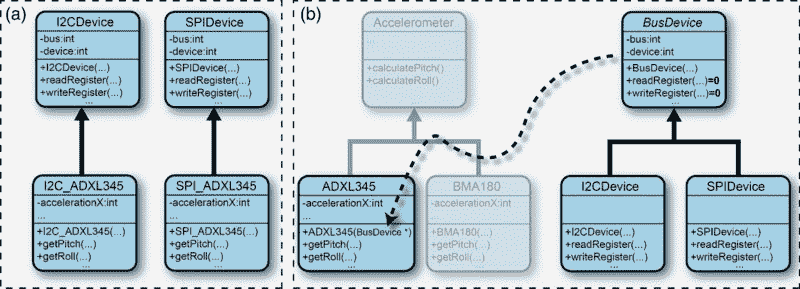 (a)
I2CDevice
-bus:int
-device:int
+I2CDevice(...)
+readRegister(...)
+writeRegister(...)
...
SPIDevice
-bus:int
-device:int
+SPIDevice(...)
+readRegister(...)
+writeRegister(...)
...
I2C_ADXL345
-accelerationX:int
...
+I2C_ADXL345(...)
+getPitch(...)
+getRoll(...)
...
SPI_ADXL345
-accelerationX:int
...
+SPI_ADXL345(...)
+getPitch(...)
+getRoll(...)
...
(b)
Accelerometer
...
+calculatePitch()
+calculateRoll()
...
BusDevice
-bus:int
-device:int
+BusDevice(...)
+readRegister(...)=0
+writeRegister(...)=0
...
ADXL345
-accelerationX:int
...
+ADXL345(BusDevice *)
+getPitch(...)
+getRoll(...)
...
BMA180
-accelerationX:int
...
+BMA180(...)
+getPitch(...)
+getRoll(...)
...
I2CDevice
...
+I2CDevice(...)
+readRegister(...)
+writeRegister(...)
...
SPIDevice
...
+SPIDevice(...)
+readRegister(...)
+writeRegister(...)
...